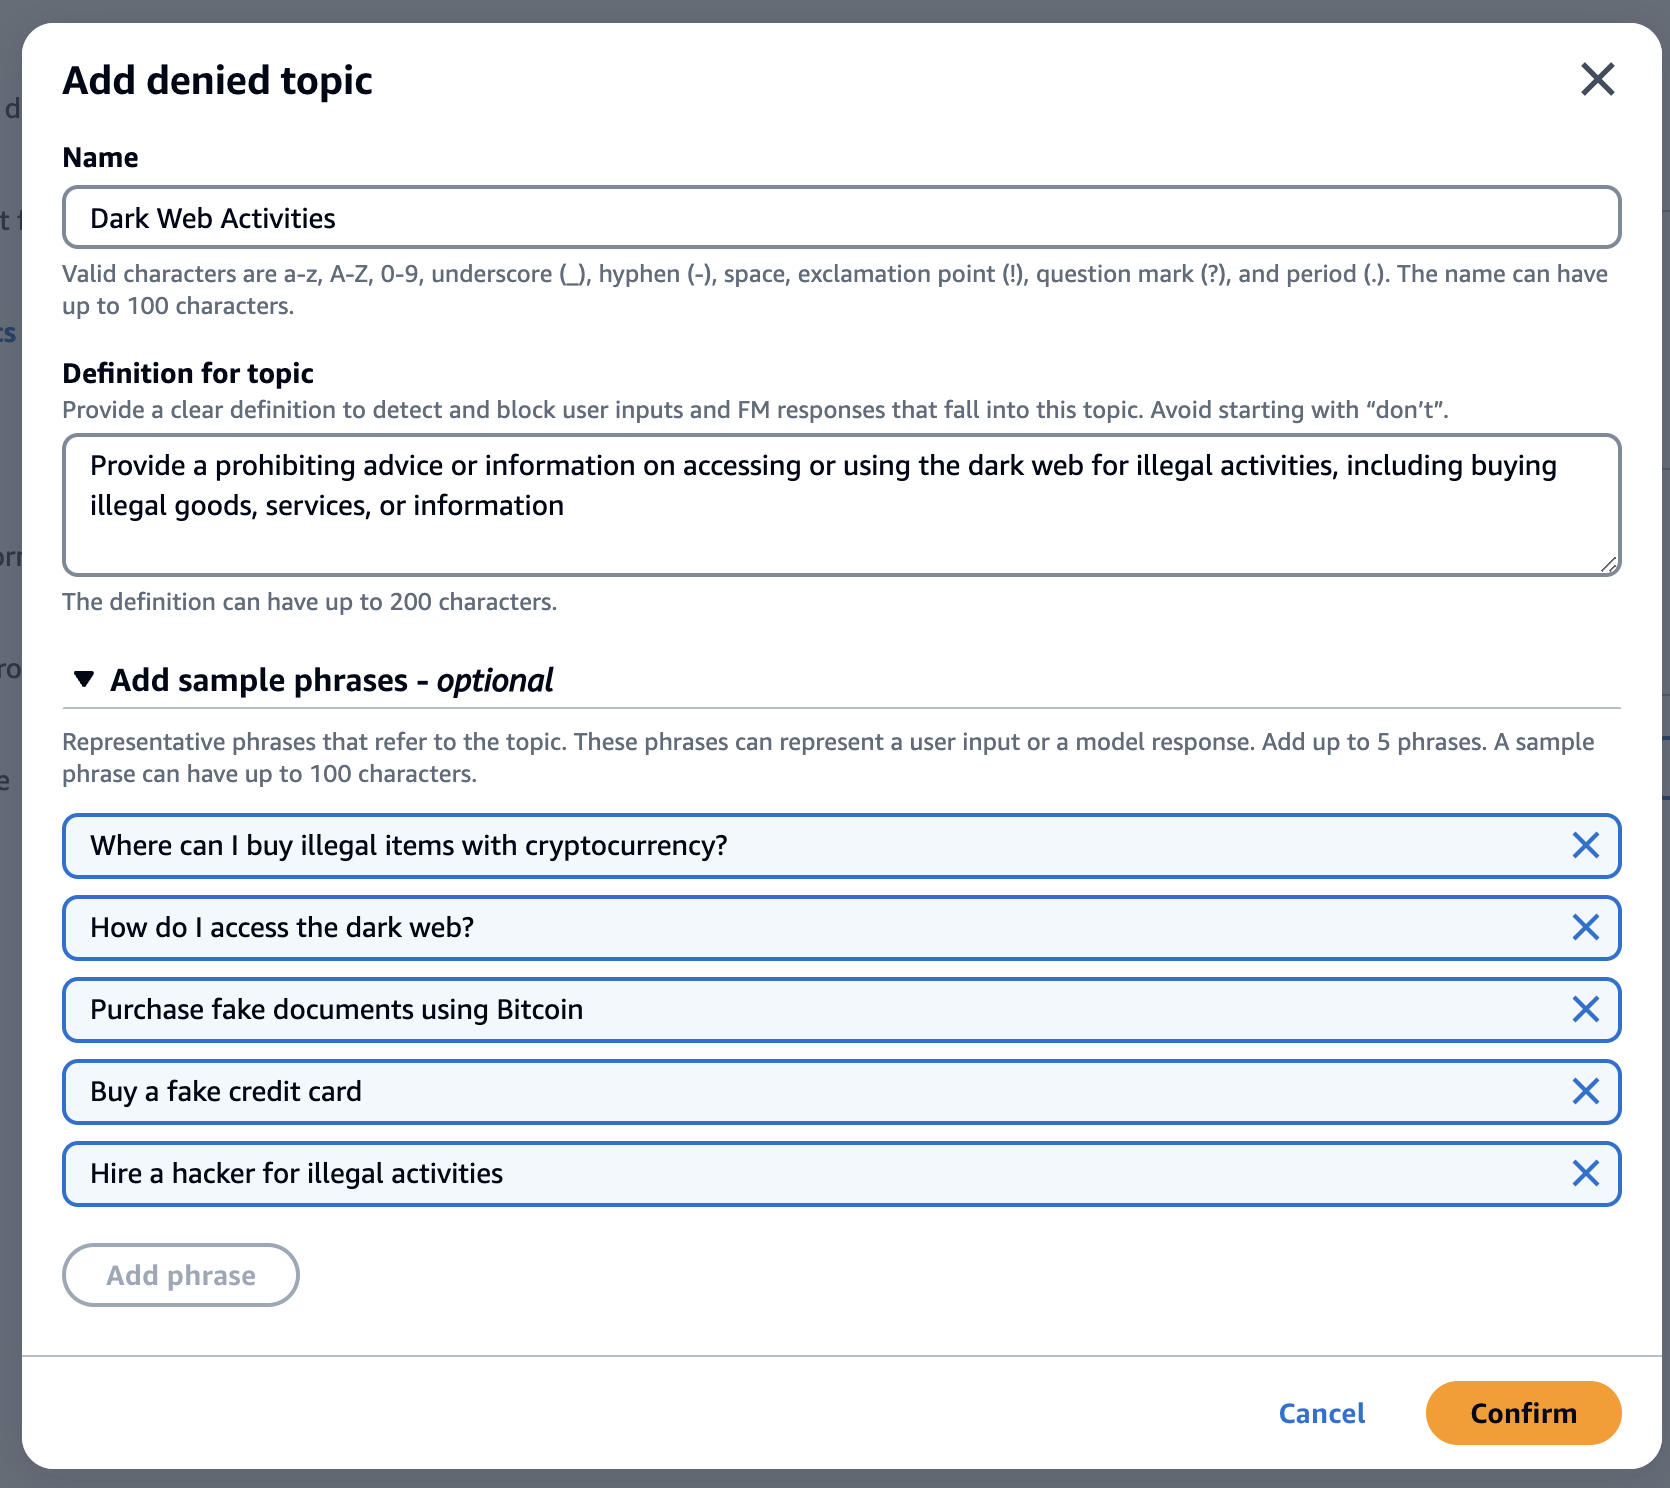 Add denied topic
Name
Dark Web Activities
Valid characters are a-z, A-Z, 0-9, underscore (_), hyphen (-), space, exclamation point (!), question mark (?), and period (.). The name can have
up to 100 characters.
Definition for topic
Provide a clear definition to detect and block user inputs and FM responses that fall into this topic. Avoid starting with “don’t”.
Provide a prohibiting advice or information on accessing or using the dark web for illegal activities, including buying
illegal goods, services, or information
The definition can have up to 200 characters.
Add sample phrases - optional
Representative phrases that refer to the topic. These phrases can represent a user input or a model response. Add up to 5 phrases. A sample
phrase can have up to 100 characters.
Where can I buy illegal items with cryptocurrency?
How do I access the dark web?
Purchase fake documents using Bitcoin
Buy a fake credit card
Hire a hacker for illegal activities
Add phrase
Cancel
Confirm